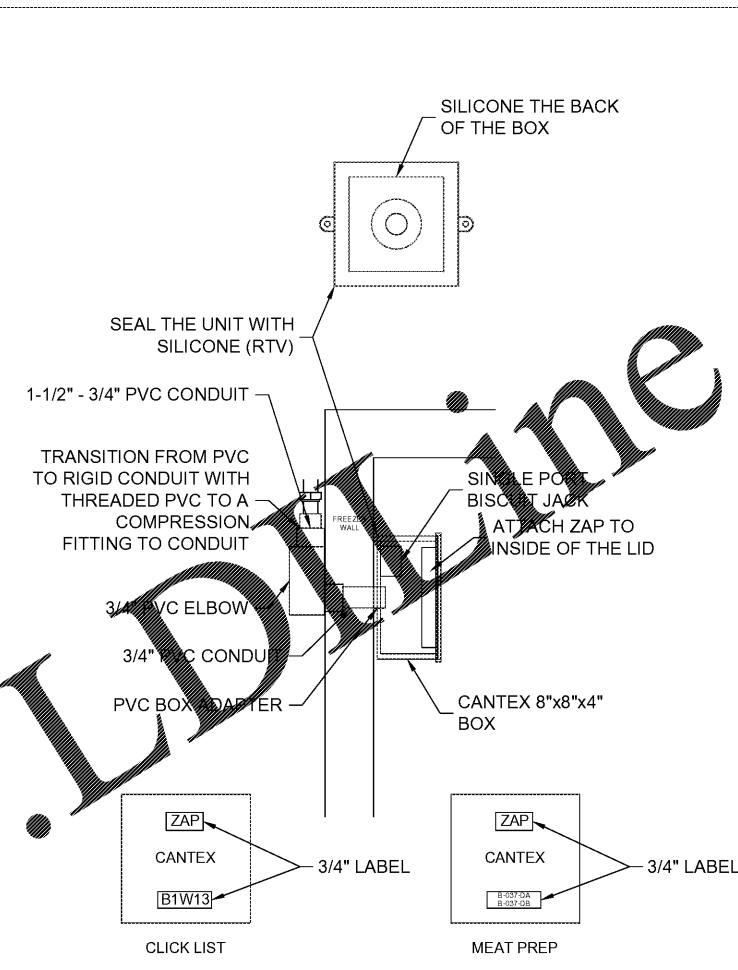 SILICONE THE BACK
OF THE BOX
SEAL THE UNIT WITH
SILICONE (RTV)
1-1/2" - 3/4" PVC CONDUIT
TRANSITION FROM PVC
TO RIGID CONDUIT WITH
THREADED PVC TO A
COMPRESSION
FITTING TO CONDUIT
FREEZER
WALL
SINGLE PORT
BISCUIT JACK
ATTACH ZAP TO
INSIDE OF THE LID
3/4" PVC ELBOW
3/4" PVC CONDUIT
PVC BOX ADAPTER
CANTEX 8"x8"x4"
BOX
.LDILine
ZAP
CANTEX
B1W13
3/4" LABEL
CLICK LIST
ZAP
CANTEX
B-037-DA
B-037-DB
3/4" LABEL
MEAT PREP